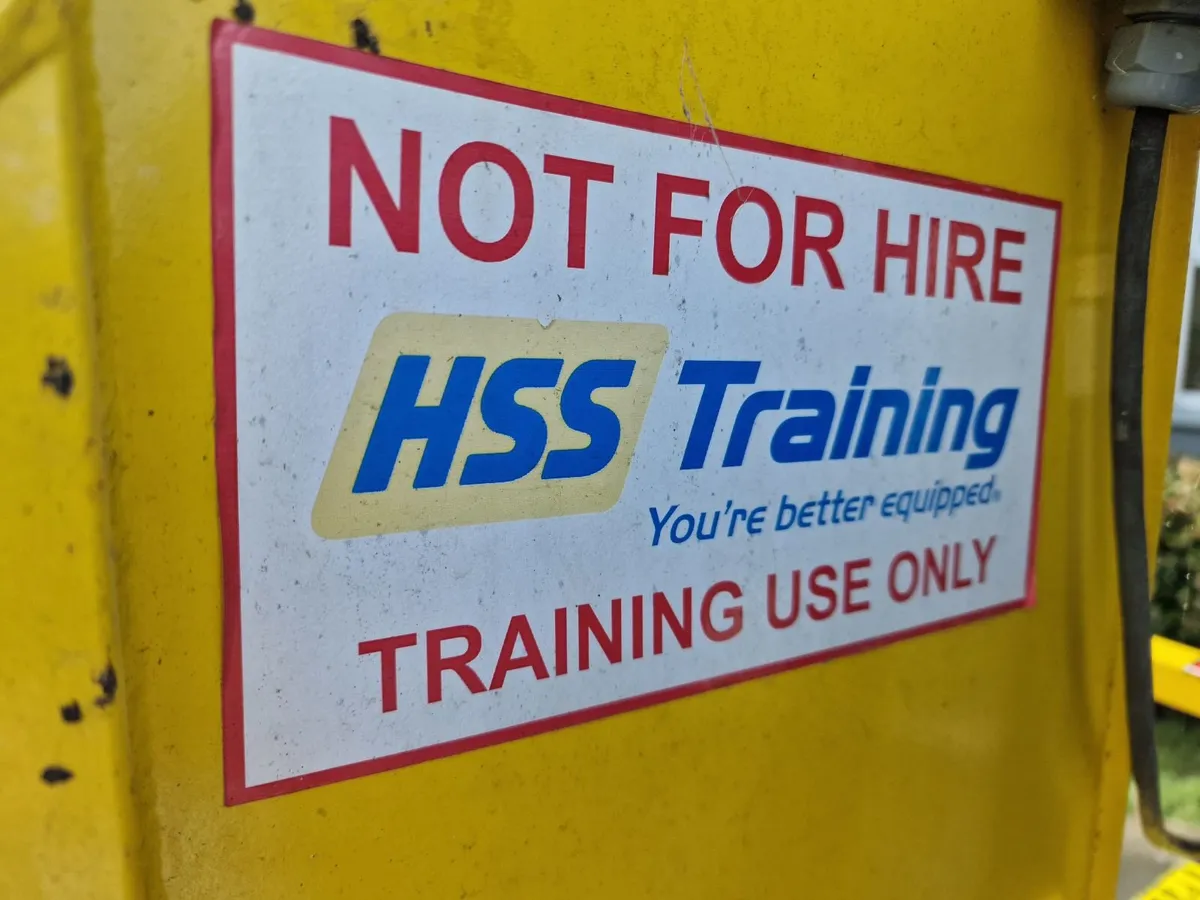 NOT FOR HIRE
HSS Training
You're better equipped®
TRAINING USE ONLY